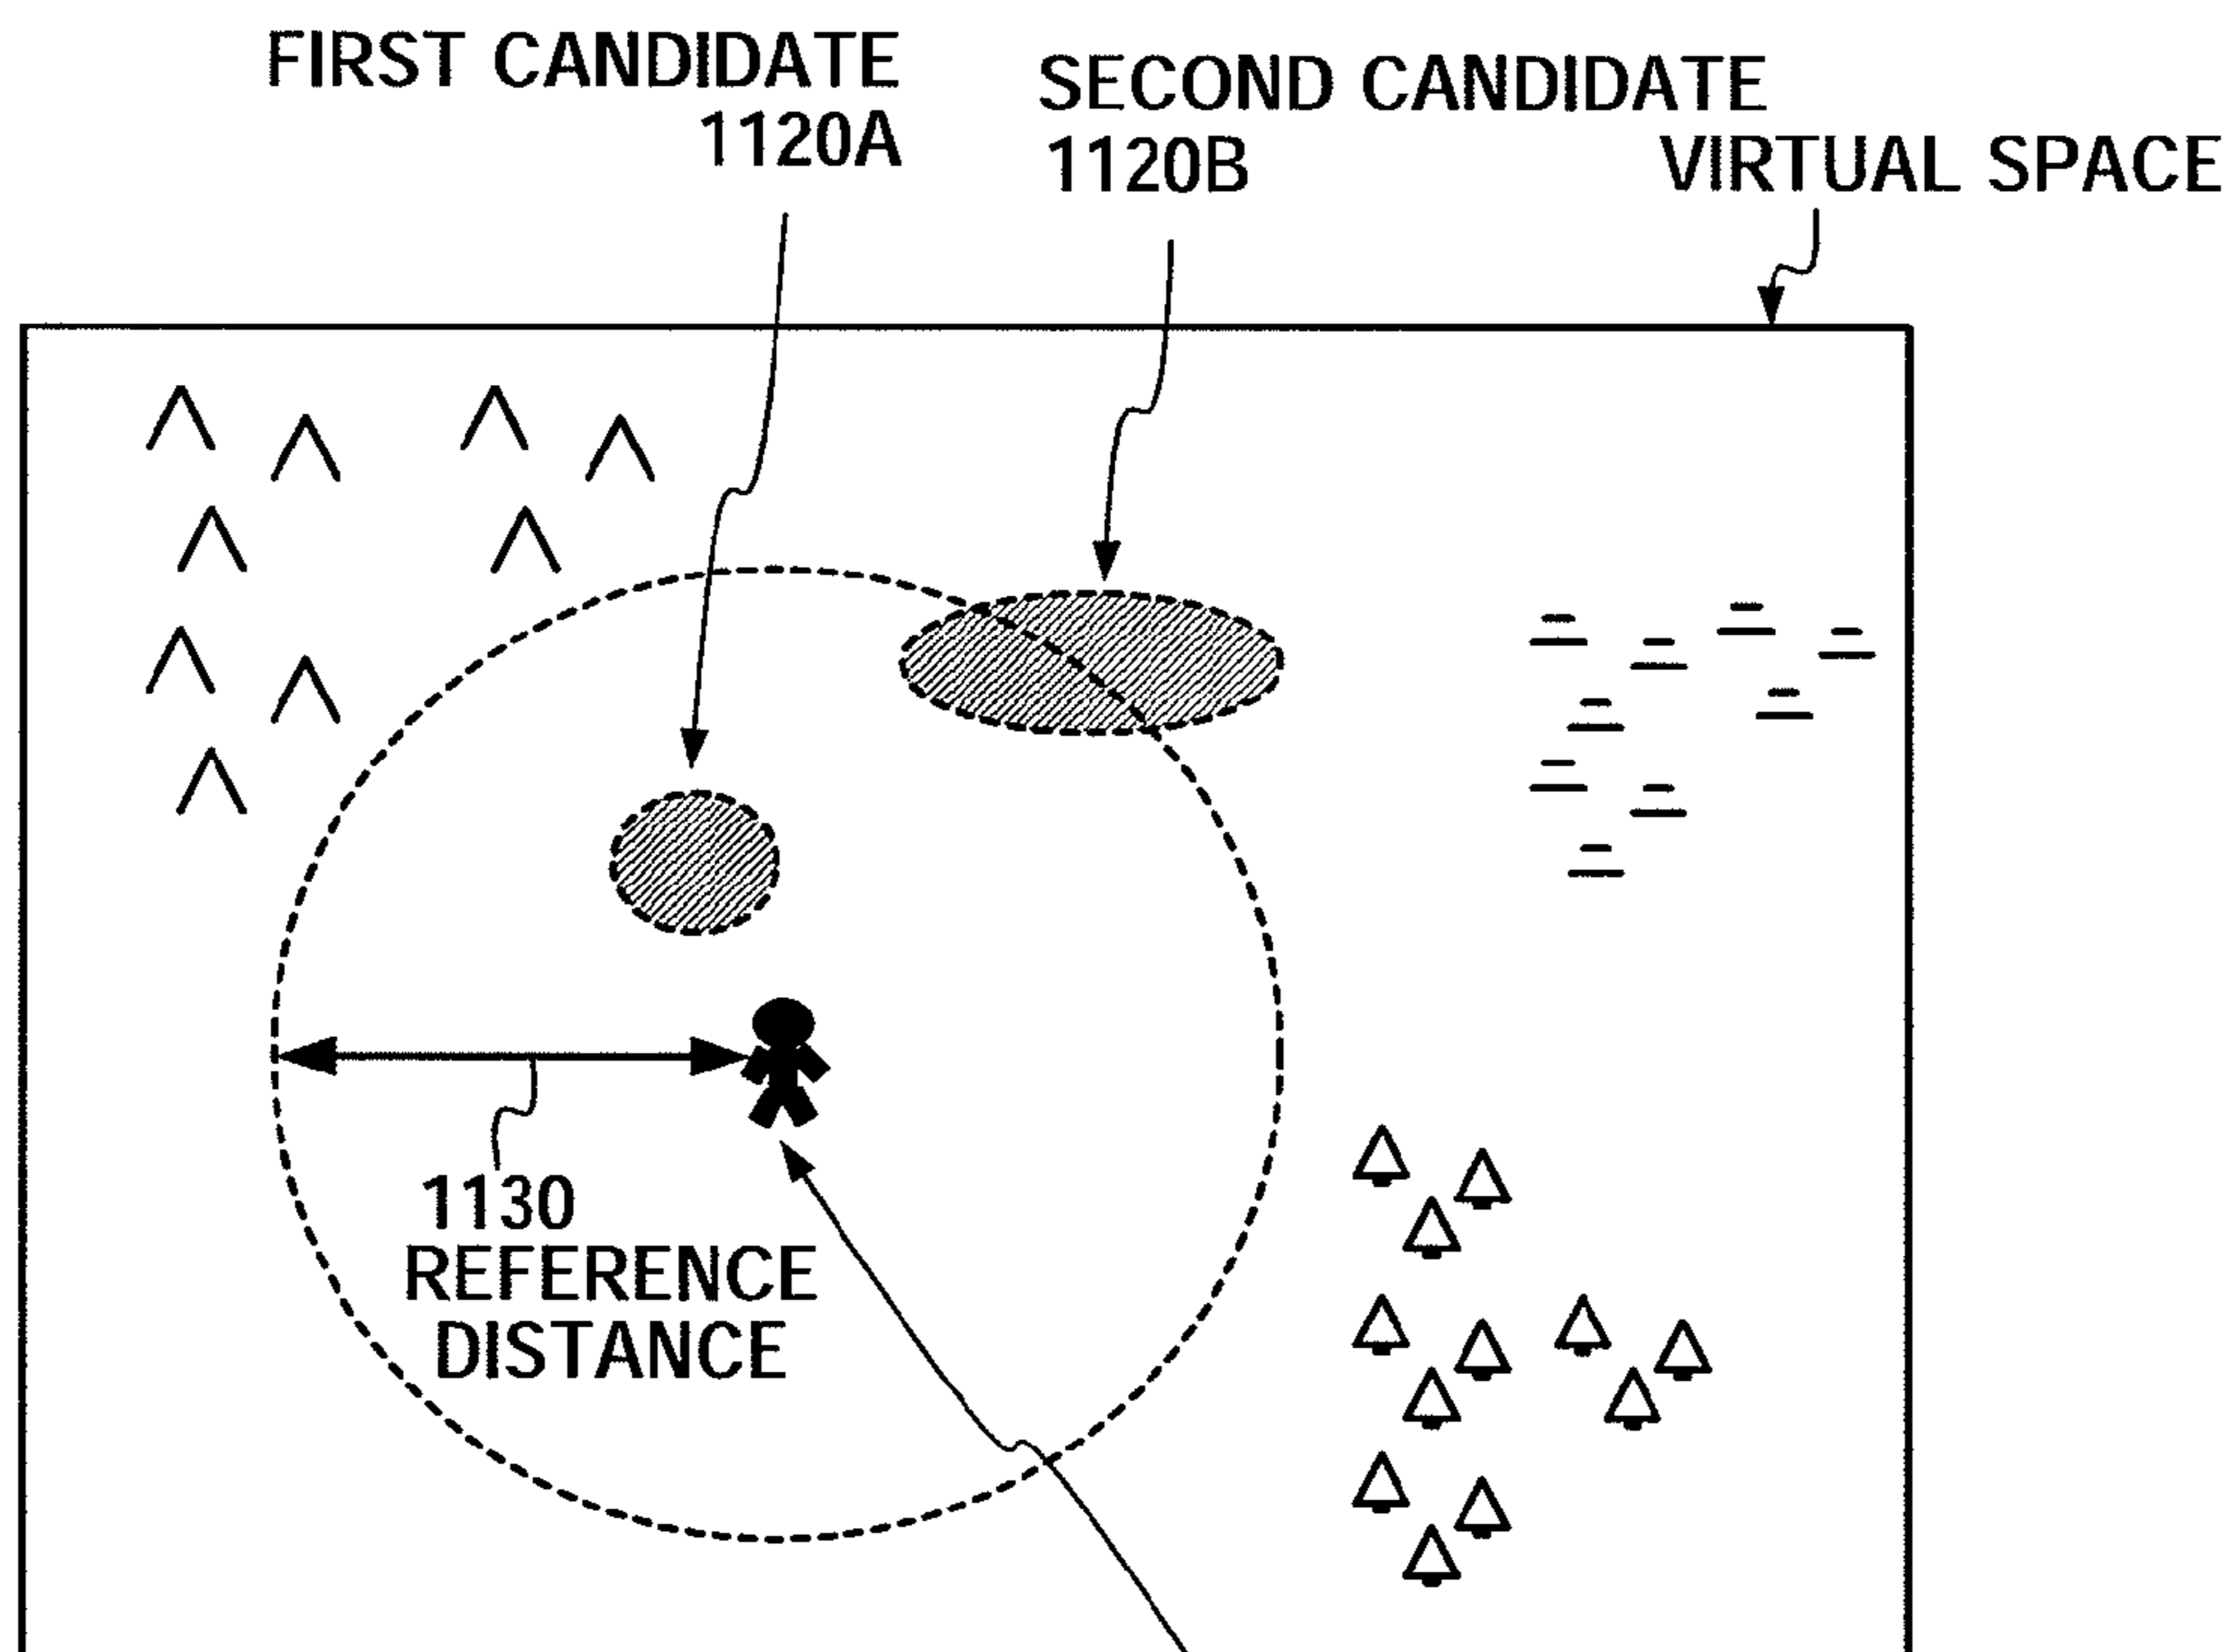 FIRST CANDIDATE
1120A
SECOND CANDIDATE
1120B
VIRTUAL SPACE
1130
REFERENCE
DISTANCE